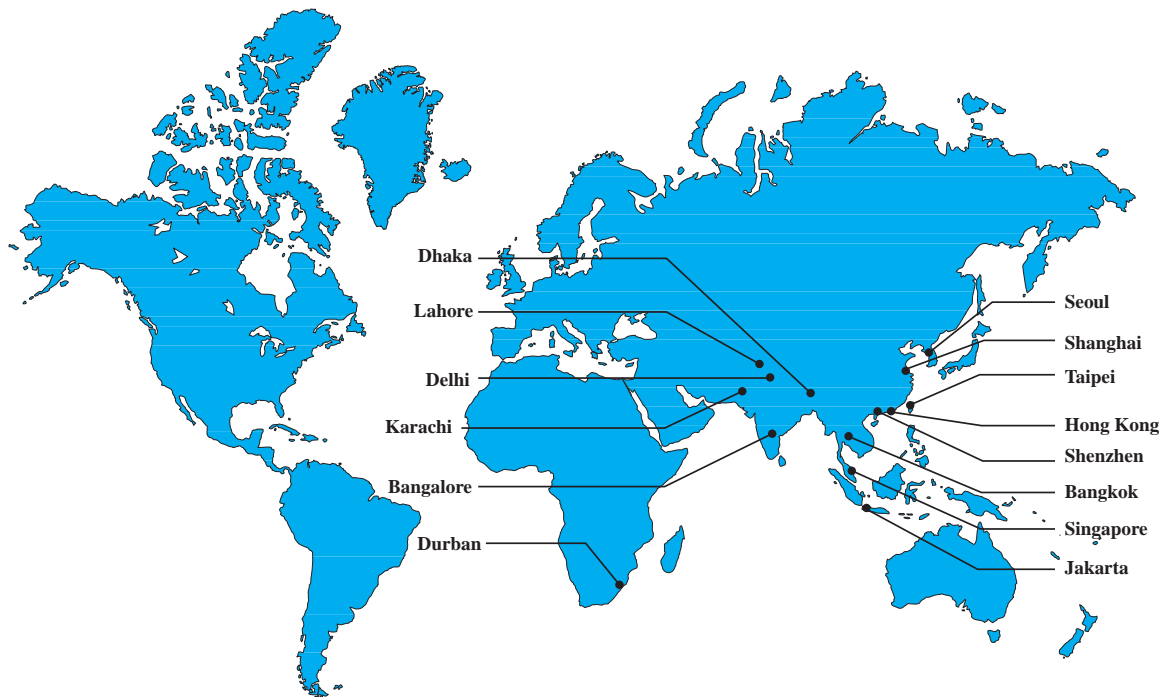 Dhaka
Lahore
Delhi
Karachi
Bangalore
Durban
Seoul
Shanghai
Taipei
Hong Kong
Shenzhen
Bangkok
Singapore
Jakarta